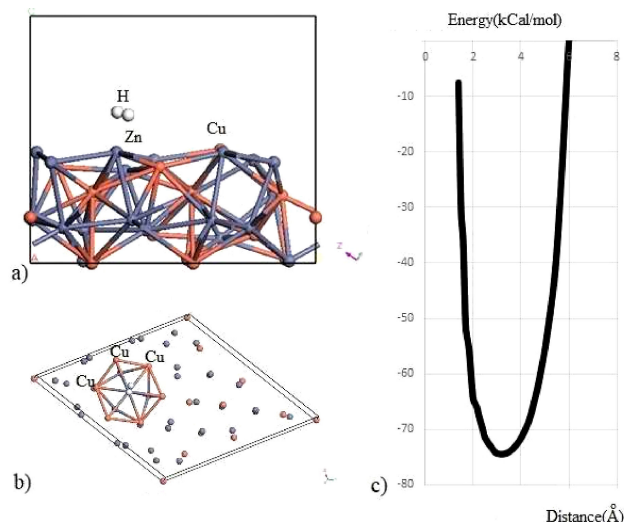 a)
H
Zn
Cu
A
Z
b)
Cu
Cu
Cu
c)
Energy(kCal/mol)
0
2
4
6
8
-10
-20
-30
-40
-50
-60
-70
-80
Distance(Å)